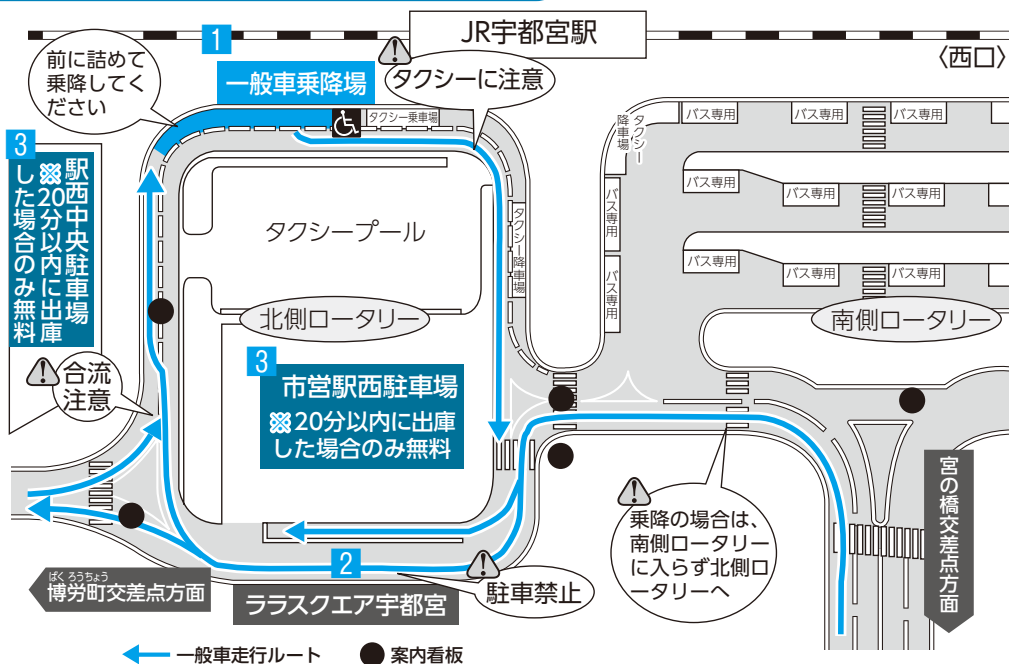 JR宇都宮駅
〈西口〉
1
一般車乗降場
前に詰めて
乗降してく
ださい
タクシーに注意
タクシー乗車場
3
駅西中央駐車場
※20分以内に出庫
した場合のみ無料
タクシープール
タクシー降車場
北側ロータリー
3
市営駅西駐車場
※20分以内に出庫
した場合のみ無料
合流
注意
タクシー
降車場
バス専用
バス専用
バス専用
バス専用
バス専用
バス専用
バス専用
バス専用
バス専用
バス専用
バス専用
南側ロータリー
乗降の場合は、
南側ロータリー
に入らず北側ロ
ータリーへ
宮の橋交差点方面
2
駐車禁止
ばくろうちょう
博労町交差点方面
ララスクエア宇都宮
一般車走行ルート
案内看板